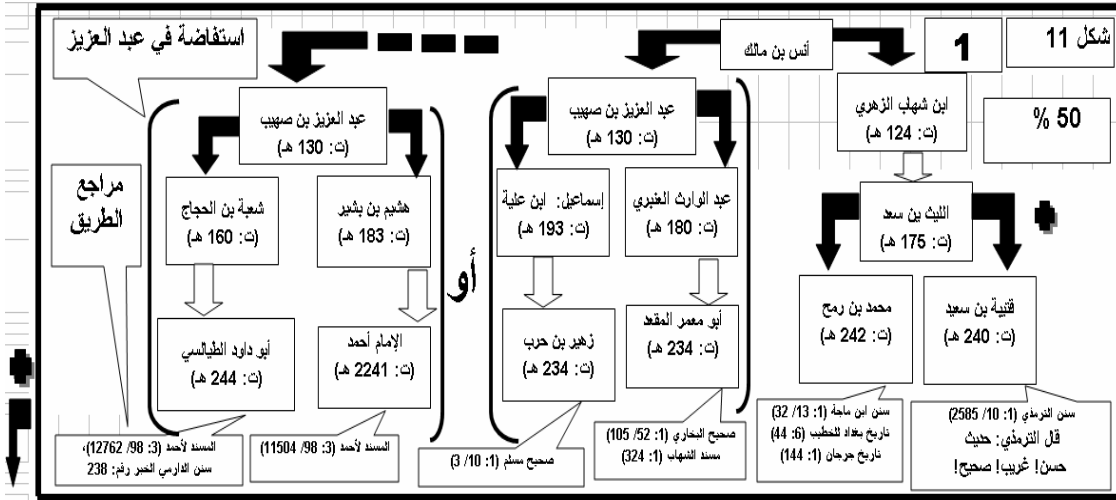 شكل 11
1
50 %
أنس بن مالك
استفاضة في عبد العزيز
ابن شهاب الزهري
(ت: 124 هـ)
عبد العزيز بن صهيب
(ت: 130 هـ)
عبد العزيز بن صهيب
(ت: 130 هـ)
الليث بن سعد
(ت: 175 هـ)
عبد الوارث العنبري
(ت: 180 هـ)
إسماعيل: ابن علية
(ت: 193 هـ)
أو
هشيم بن بشير
(ت: 183 هـ)
شعبة بن الحجاج
(ت: 160 هـ)
مراجع
الطريق
قتيبة بن سعيد
(ت: 240 هـ)
محمد بن رمح
(ت: 242 هـ)
أبو معمر المقعد
(ت: 234 هـ)
زهير بن حرب
(ت: 234 هـ)
الإمام أحمد
(ت: 2241 هـ)
أبو داود الطيالسي
(ت: 244 هـ)
سنن الترمذي (1: 10/ 2585)
قال الترمذي: حديث
حسن! غريب! صحيح!
سنن ابن ماجة (1: 13/ 32)
تاريخ بغداد للخطيب (6: 44)
تاريخ جرجان (1: 144)
صحيح البخاري (1: 52/ 105)
مسند الشهاب (1: 324)
صحيح مسلم (1: 10/ 3)
المسند لأحمد (3: 98/ 11504)
المسند لأحمد (3: 98/ 12762)،
سنن الدارمي الخبر رقم: 238